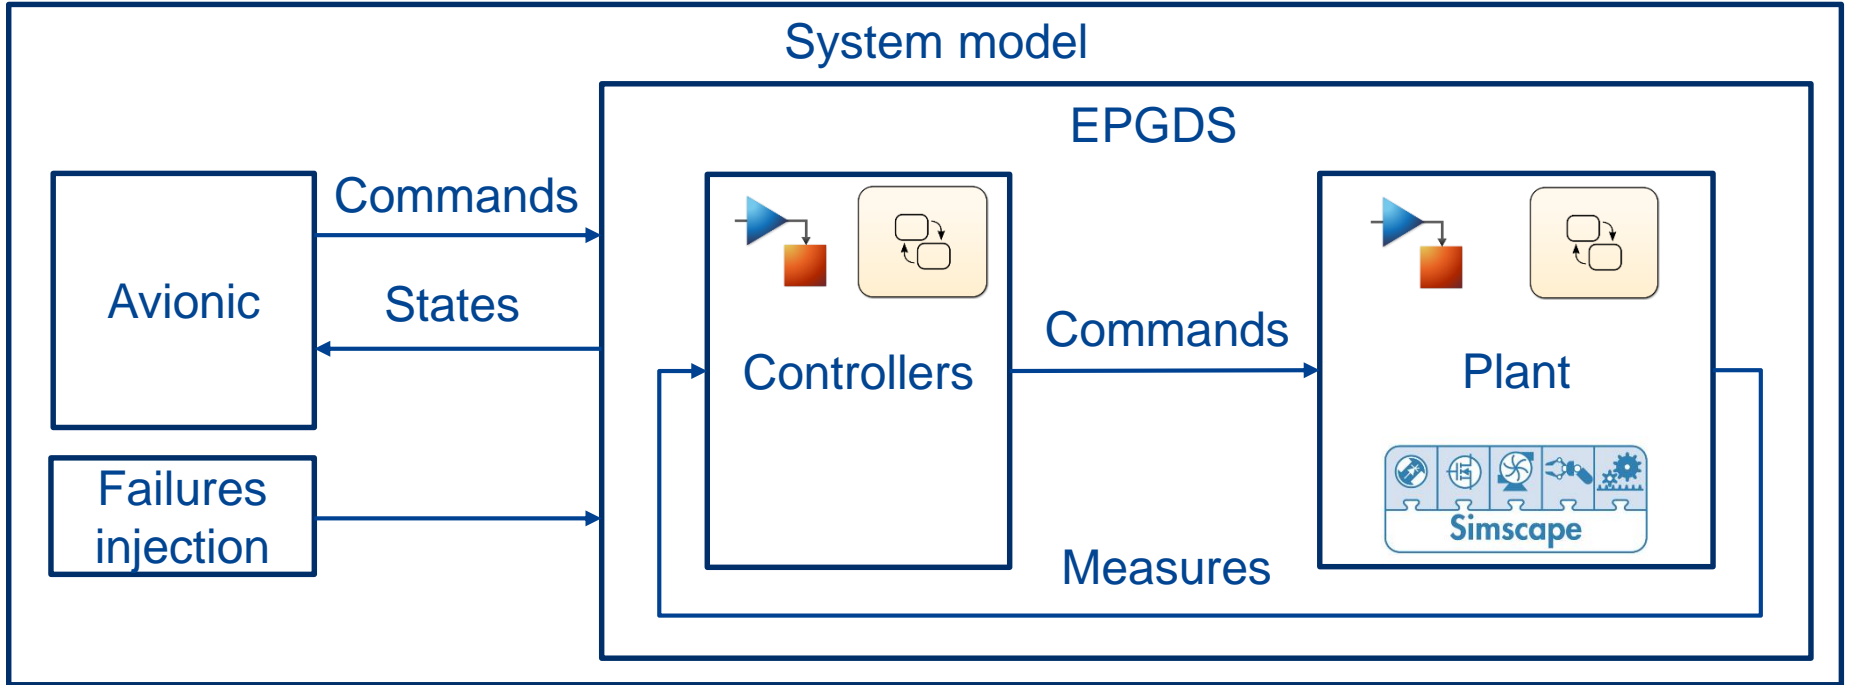 System model
EPGDS
Commands
Avionic
States
Controllers
Commands
Plant
Failures
injection
Simscape
Measures